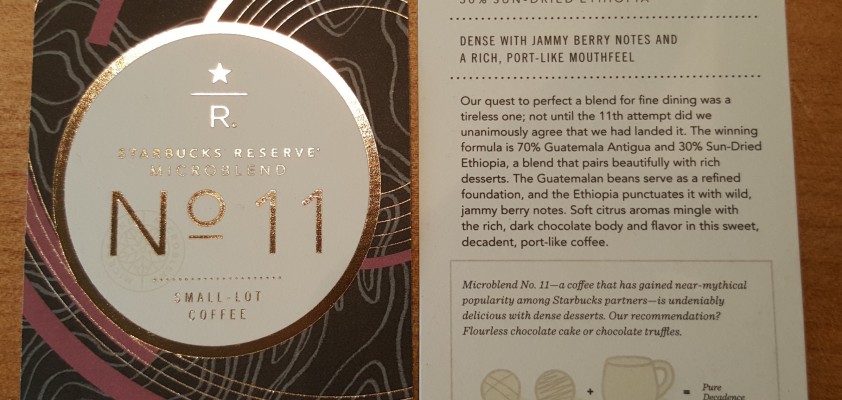 R.
STARBUCKS RESERVE®
MICROBLEND
Nº 11
SMALL-LOT
COFFEE
30% SUN-DRIED ETHIOPIA
DENSE WITH JAMMY BERRY NOTES AND
A RICH, PORT-LIKE MOUTHFEEL
Our quest to perfect a blend for fine dining was a
tireless one; not until the 11th attempt did we
unanimously agree that we had landed it. The winning
formula is 70% Guatemala Antigua and 30% Sun-Dried
Ethiopia, a blend that pairs beautifully with rich
desserts. The Guatemalan beans serve as a refined
foundation, and the Ethiopia punctuates it with wild,
jammy berry notes. Soft citrus aromas mingle with
the rich, dark chocolate body and flavor in this sweet,
decadent, port-like coffee.
Microblend No. 11—a coffee that has gained near-mythical
popularity among Starbucks partners—is undeniably
delicious with dense desserts. Our recommendation?
Flourless chocolate cake or chocolate truffles.
+ = Pure
Decadence